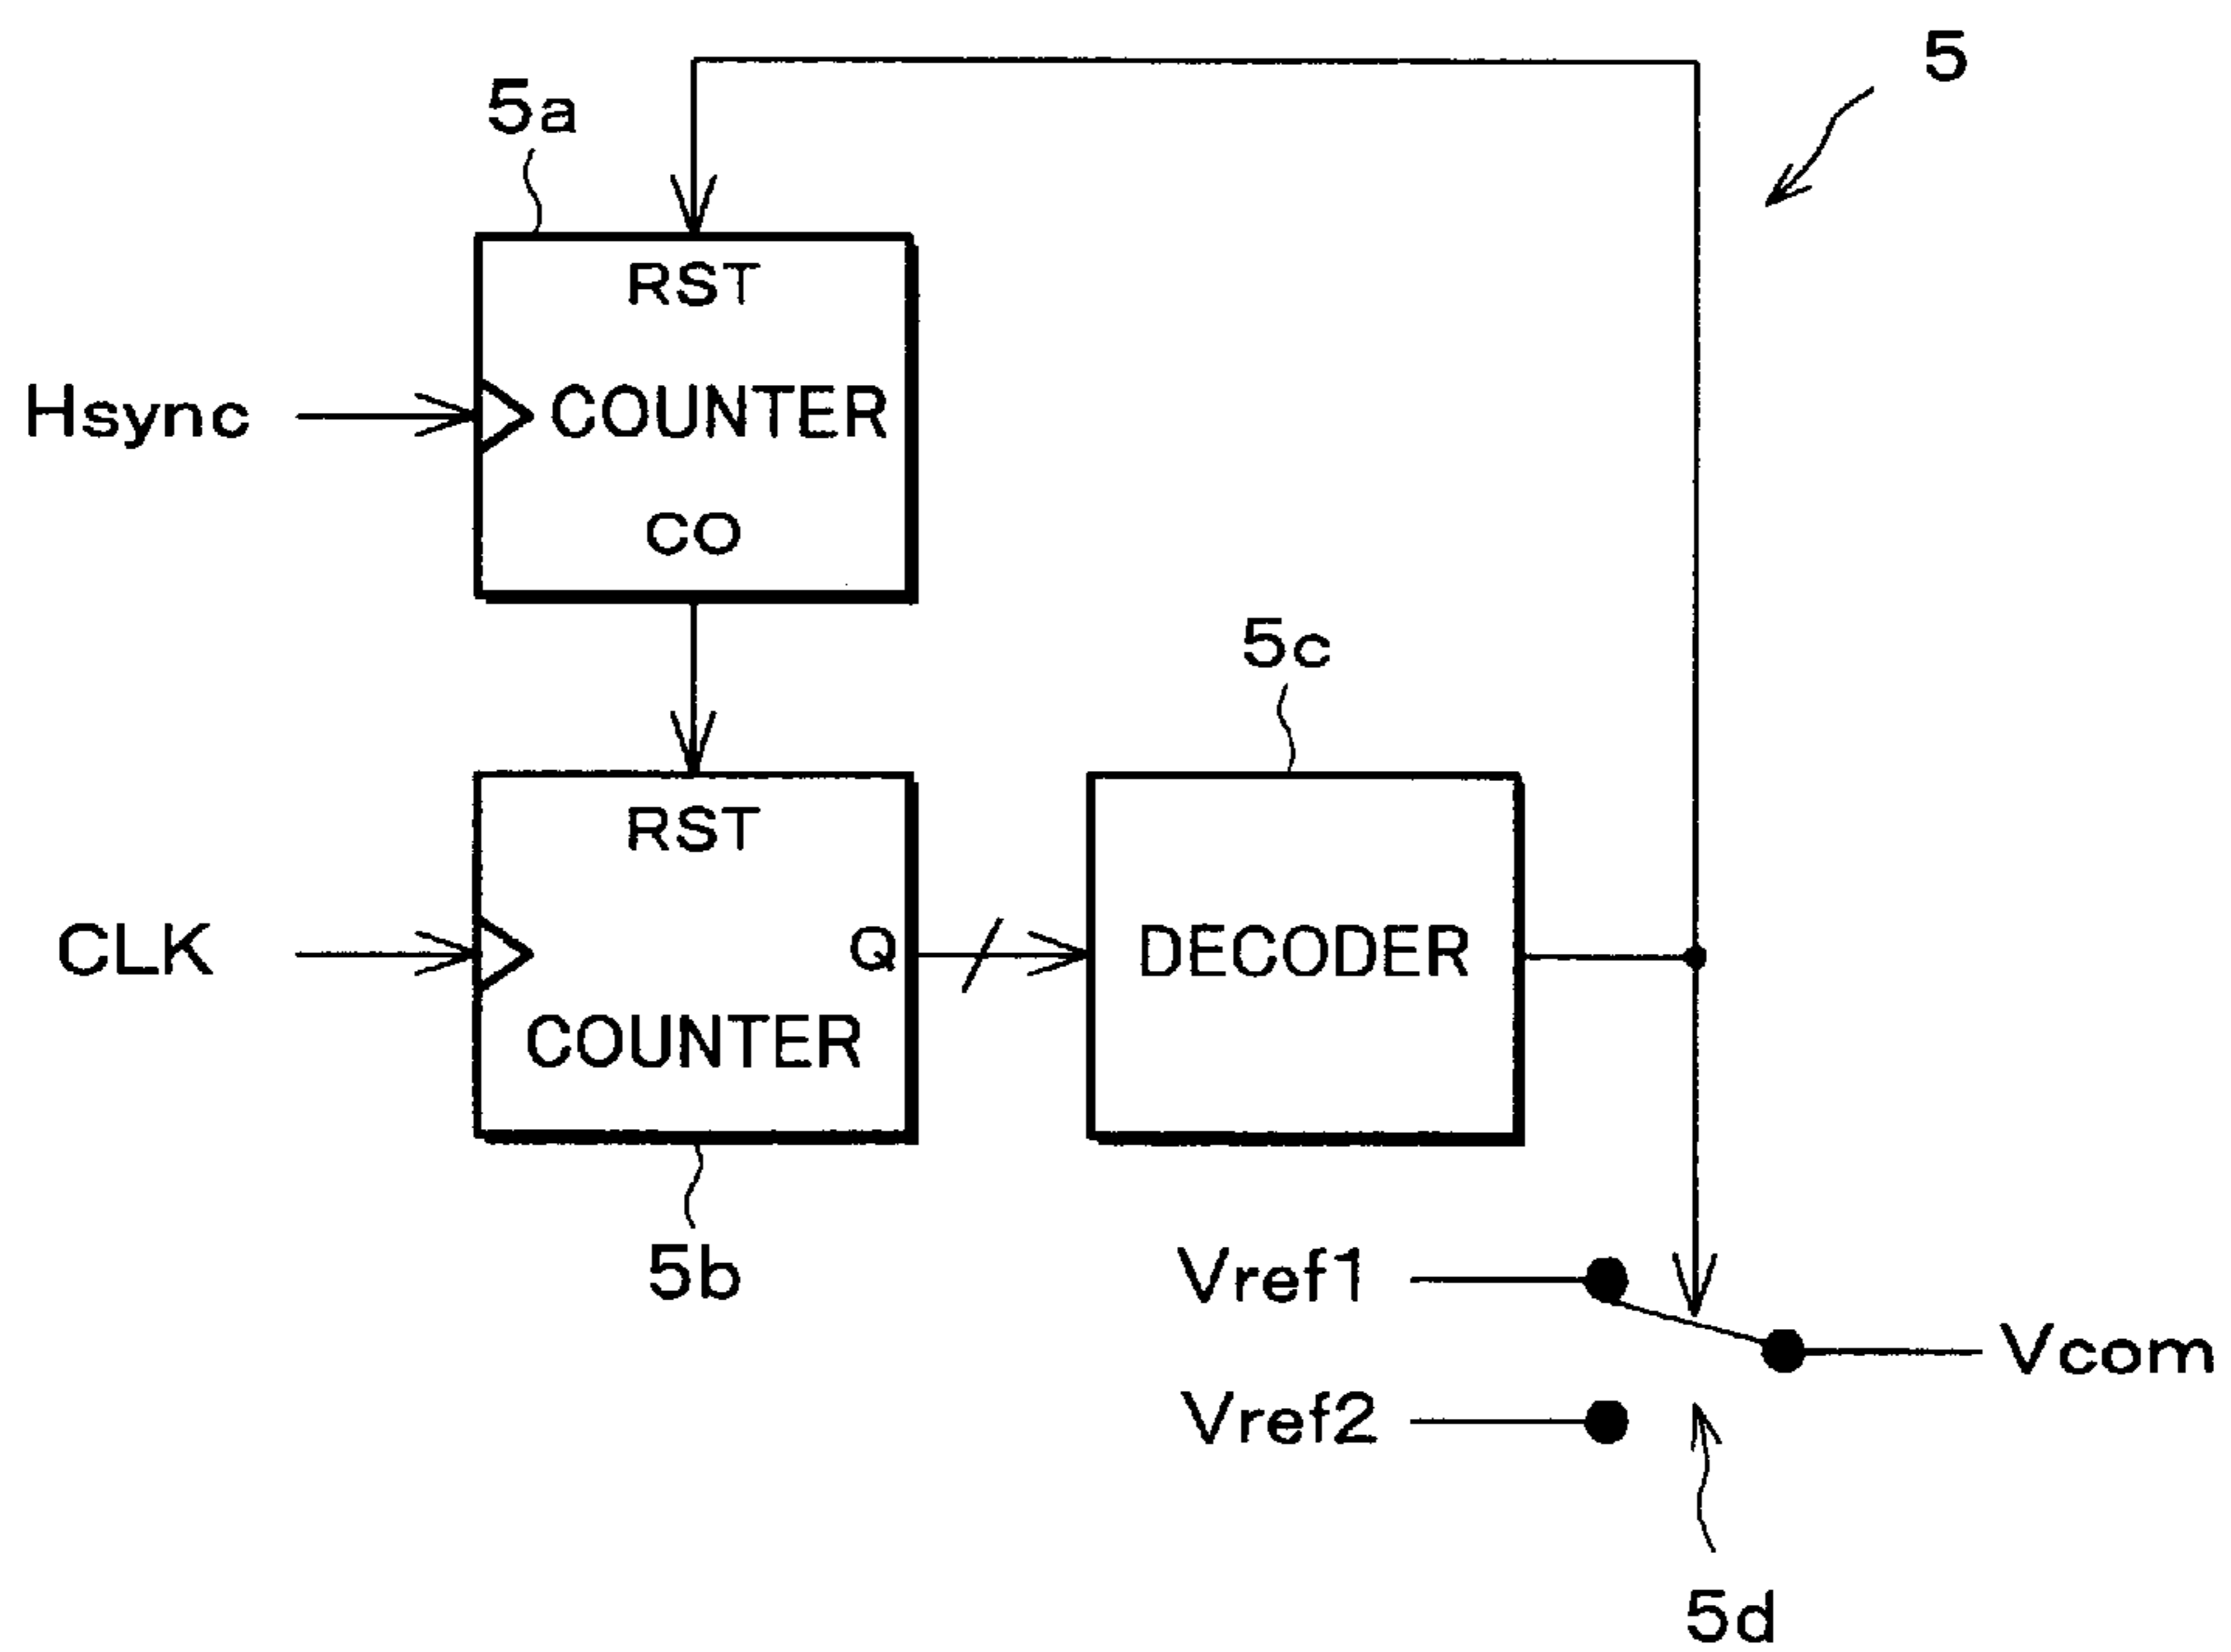 5
5a
RST
Hsync
COUNTER
CO
5c
RST
CLK
Q
DECODER
COUNTER
5b
Vref1
Vcom
Vref2
5d